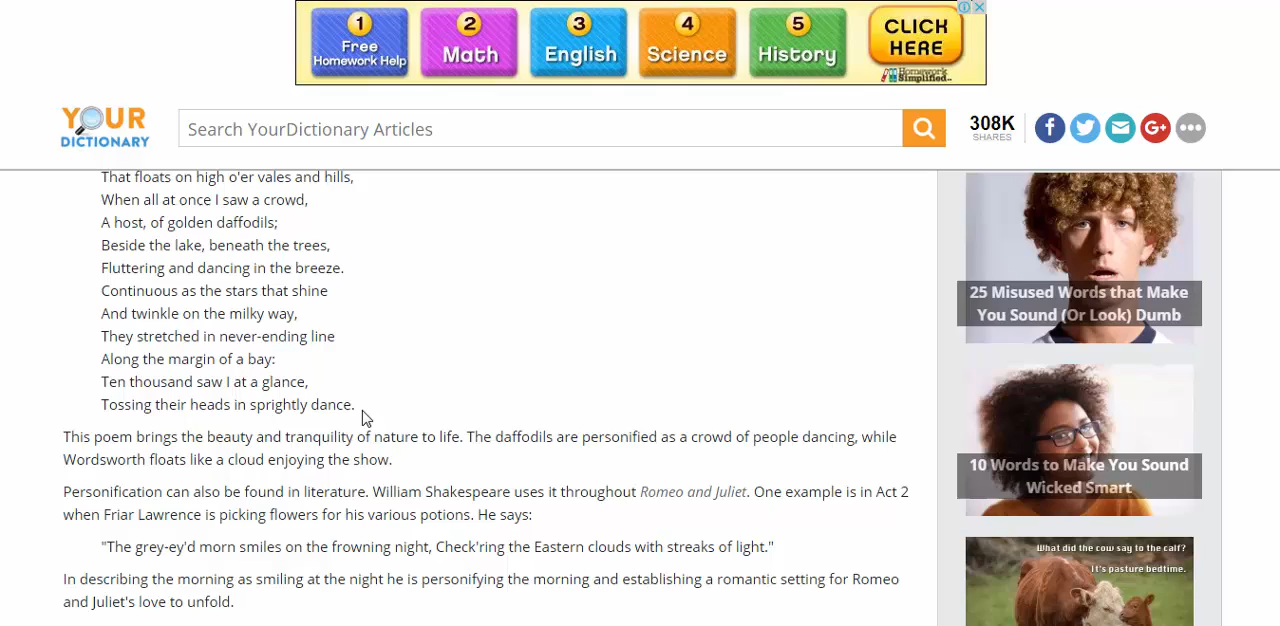 1
Free
Homework Help
2
Math
3
English
4
Science
5
History
CLICK
HERE
Homework
Simplified
YOUR
DICTIONARY
Search YourDictionary Articles
308K
SHARES
That floats on high o'er vales and hills,
When all at once I saw a crowd,
A host, of golden daffodils;
Beside the lake, beneath the trees,
Fluttering and dancing in the breeze.
Continuous as the stars that shine
And twinkle on the milky way,
They stretched in never-ending line
Along the margin of a bay:
Ten thousand saw I at a glance,
Tossing their heads in sprightly dance.
This poem brings the beauty and tranquility of nature to life. The daffodils are personified as a crowd of people dancing, while
Wordsworth floats like a cloud enjoying the show.
Personification can also be found in literature. William Shakespeare uses it throughout Romeo and Juliet. One example is in Act 2
when Friar Lawrence is picking flowers for his various potions. He says:
"The grey-ey'd morn smiles on the frowning night, Check'ring the Eastern clouds with streaks of light."
In describing the morning as smiling at the night he is personifying the morning and establishing a romantic setting for Romeo
and Juliet's love to unfold.
25 Misused Words that Make
You Sound (Or Look) Dumb
10 Words to Make You Sound
Wicked Smart
What did the cow say to the calf?
It's pasture bedtime.